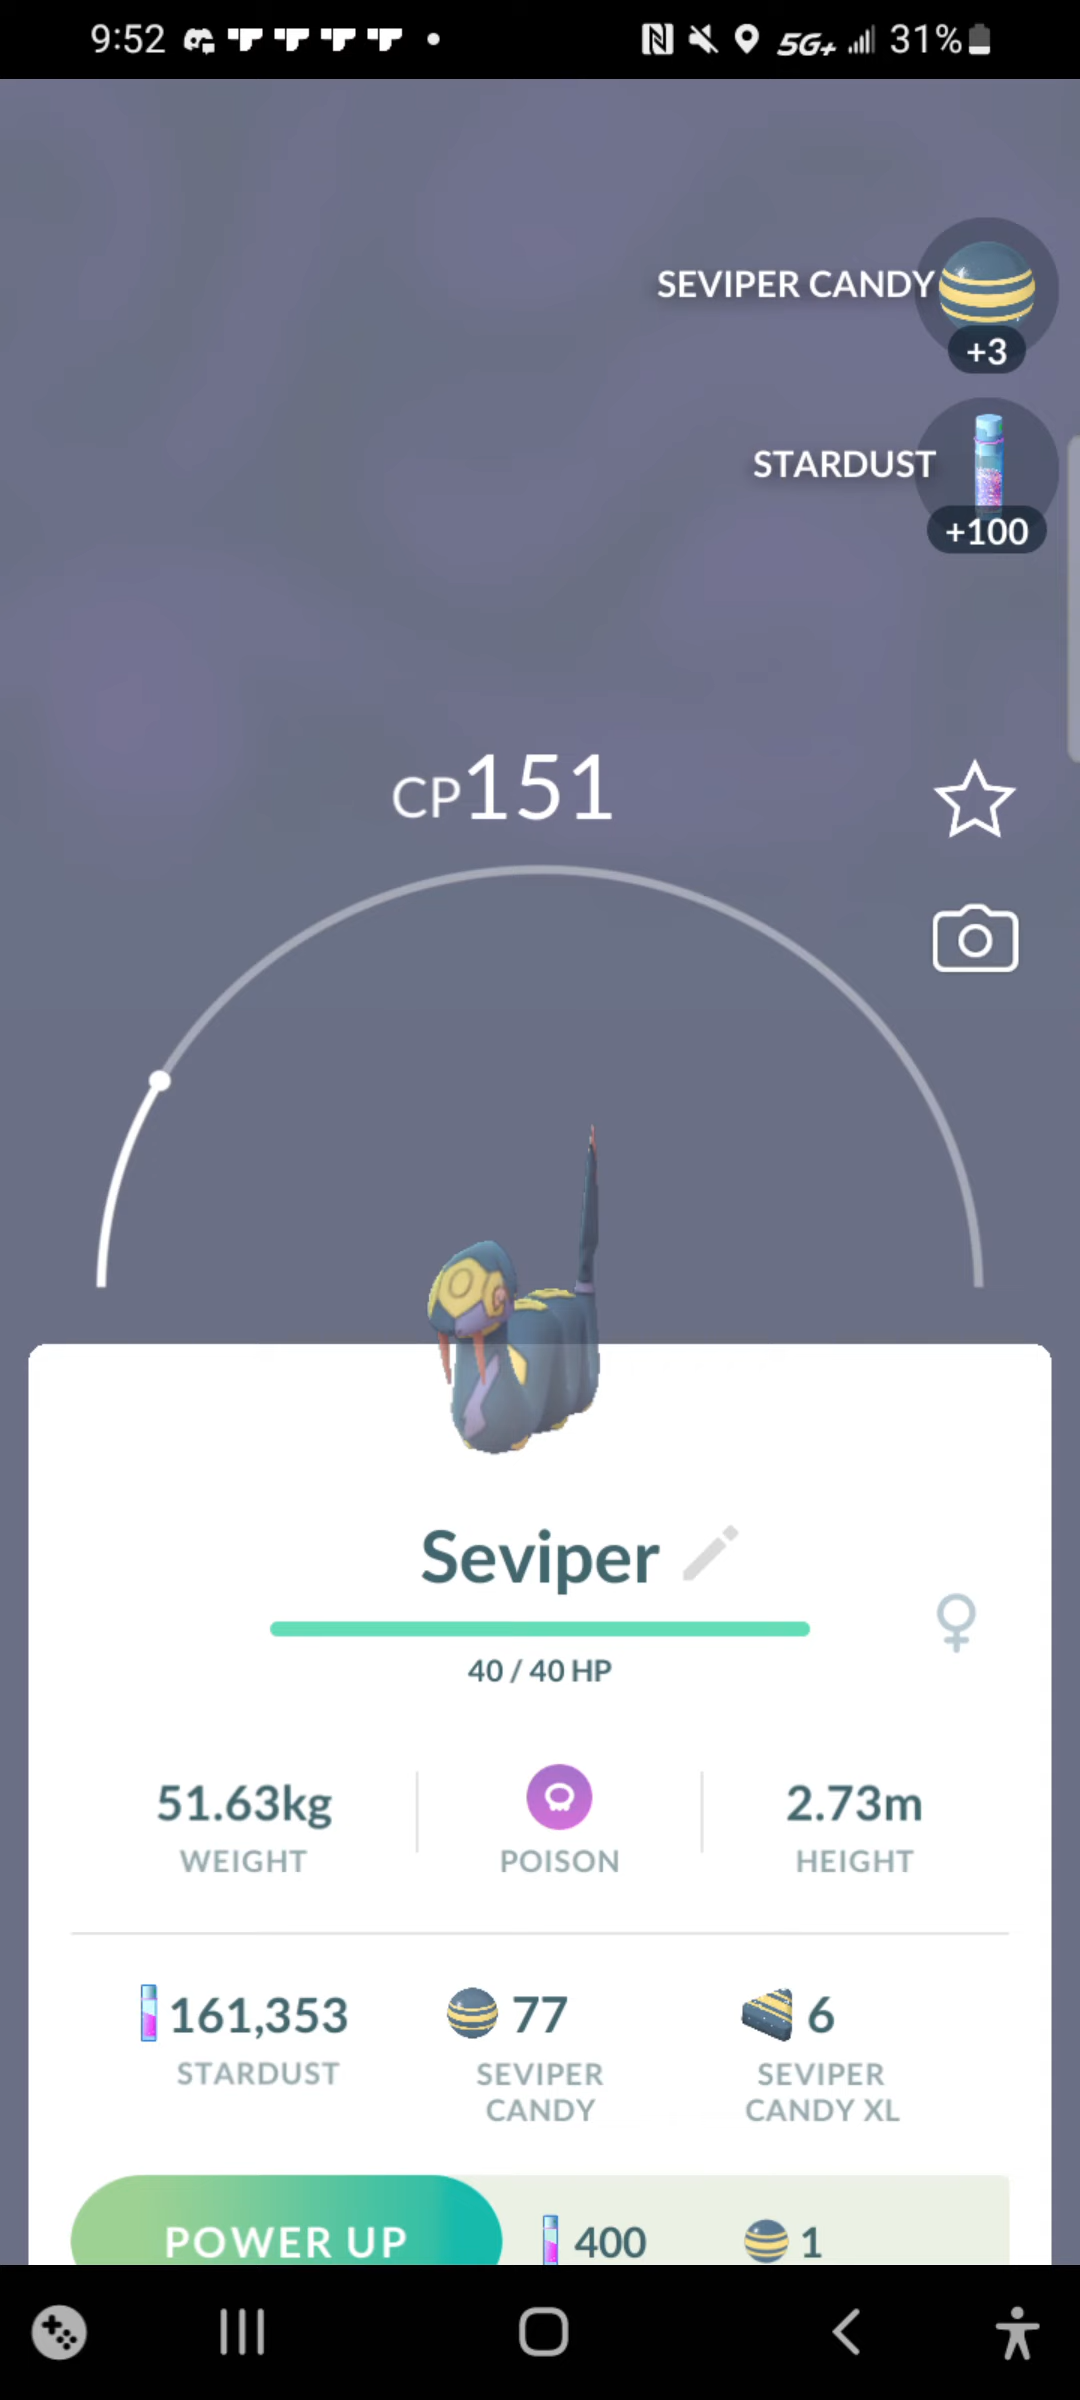 9:52 5G+ 31%
SEVIPER CANDY
+3
STARDUST
+100
CP151
Seviper
40 / 40 HP
51.63kg POISON 2.73m
WEIGHT HEIGHT
161,353 77 6
STARDUST SEVIPER CANDY SEVIPER CANDY XL
POWER UP 400 1